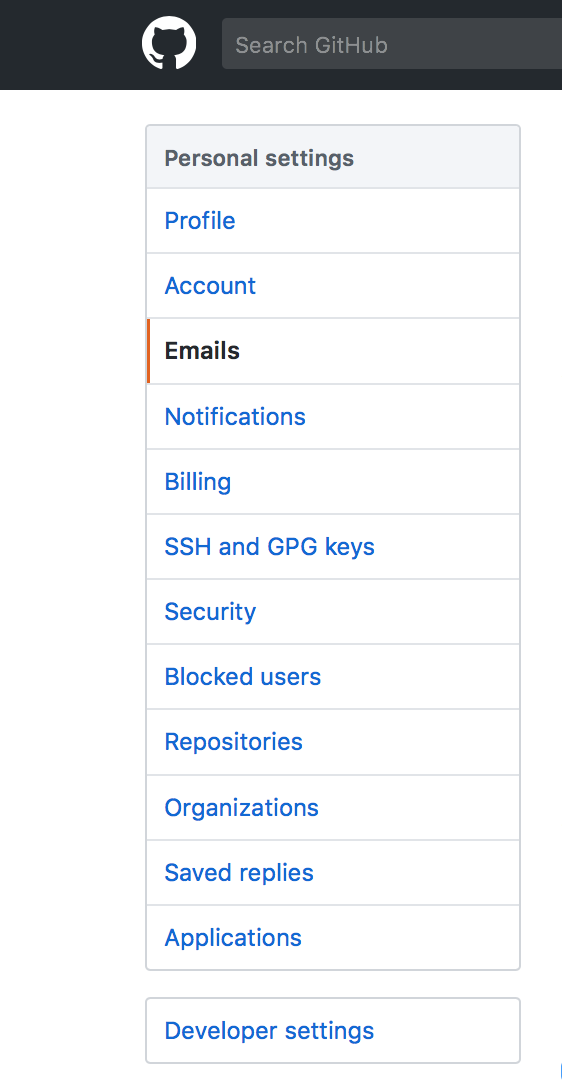 Search GitHub
Personal settings
Profile
Account
Emails
Notifications
Billing
SSH and GPG keys
Security
Blocked users
Repositories
Organizations
Saved replies
Applications
Developer settings